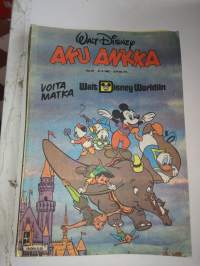 Walt Disney
AKU ANKKA
VOITA
MATKA
Walt Disney Worldiin